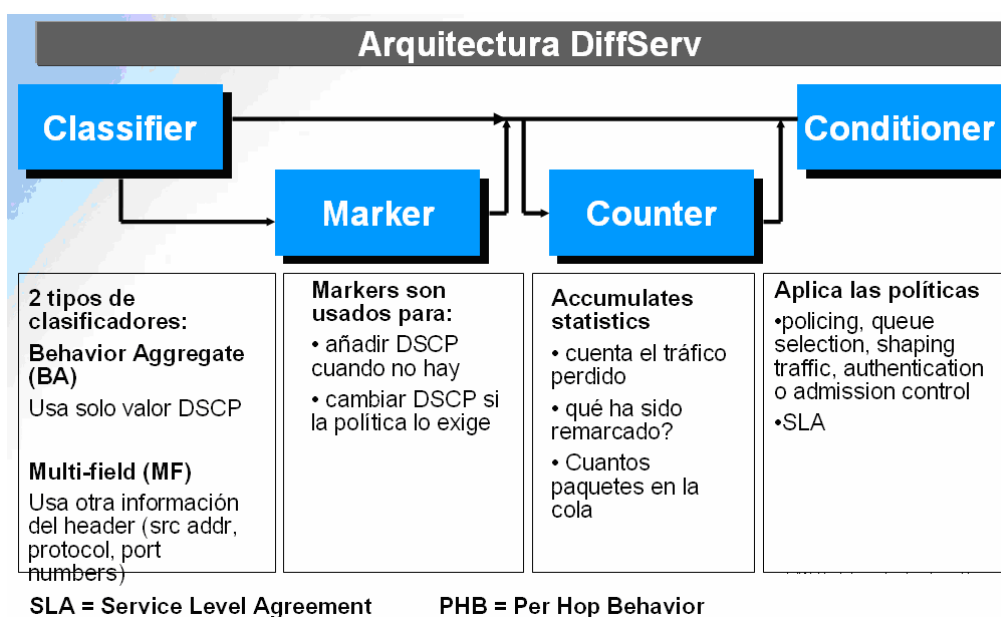 Arquitectura DiffServ
Classifier
Conditioner
Marker
Counter
2 tipos de
clasificadores:
Behavior Aggregate
(BA)
Usa solo valor DSCP
Multi-field (MF)
Usa otra información
del header (src addr,
protocol, port
numbers)
Markers son
usados para:
• añadir DSCP
cuando no hay
• cambiar DSCP si
la política lo exige
Accumulates
statistics
• cuenta el tráfico
perdido
• qué ha sido
remarcado?
• Cuantos
paquetes en la
cola
Aplica las políticas
•policing, queue
selection, shaping
traffic, authentication
o admission control
•SLA
SLA = Service Level Agreement
PHB = Per Hop Behavior